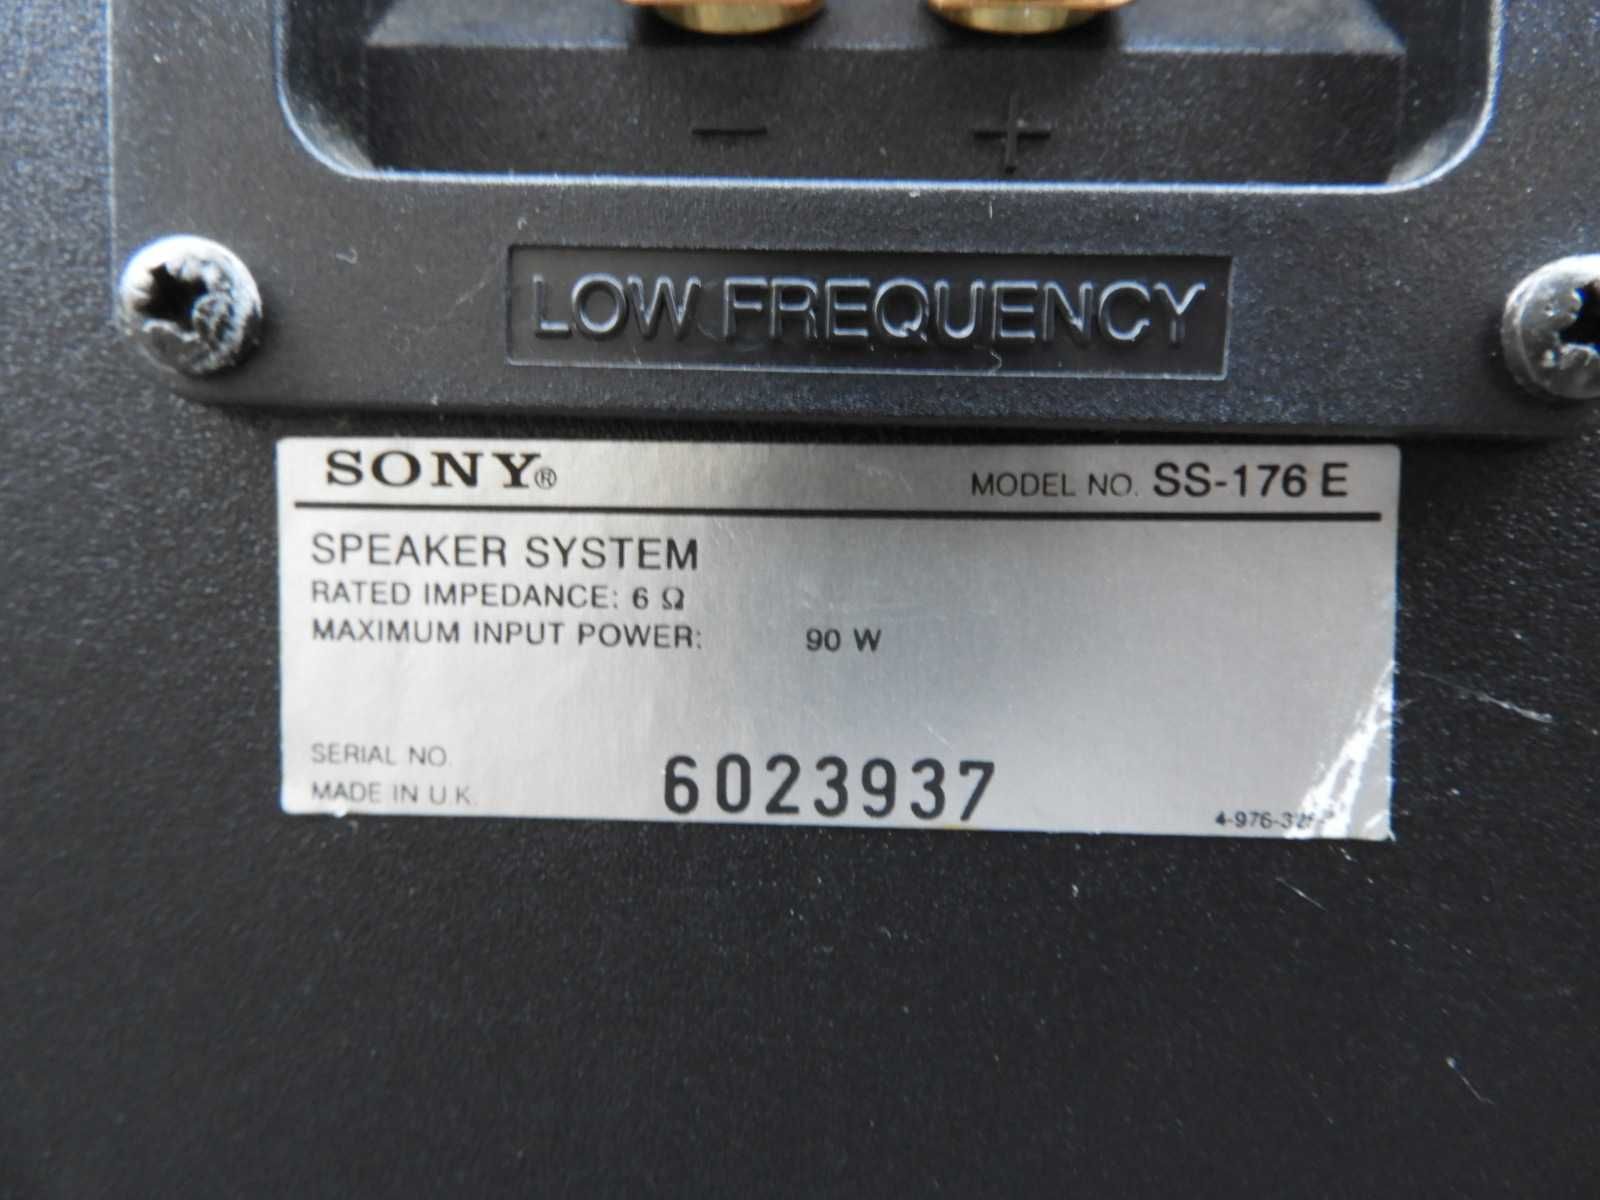 − +
LOW FREQUENCY
SONY® MODEL NO. SS-176 E
SPEAKER SYSTEM
RATED IMPEDANCE: 6 Ω
MAXIMUM INPUT POWER: 90 W
SERIAL NO. 6023937
MADE IN U.K.